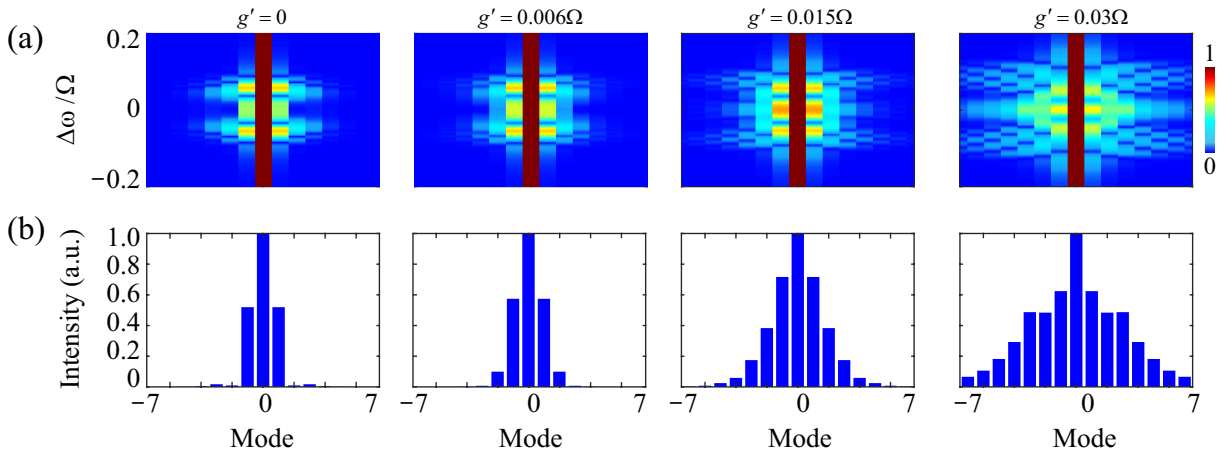 g′ = 0 g′ = 0.006Ω g′ = 0.015Ω g′ = 0.03Ω
(a)
0.2
0
−0.2
Δω /Ω
1
0
(b)
1.0
0.8
0.6
0.4
0.2
0
Intensity (a.u.)
−7 0 7 −7 0 7 −7 0 7 −7 0 7
Mode Mode Mode Mode